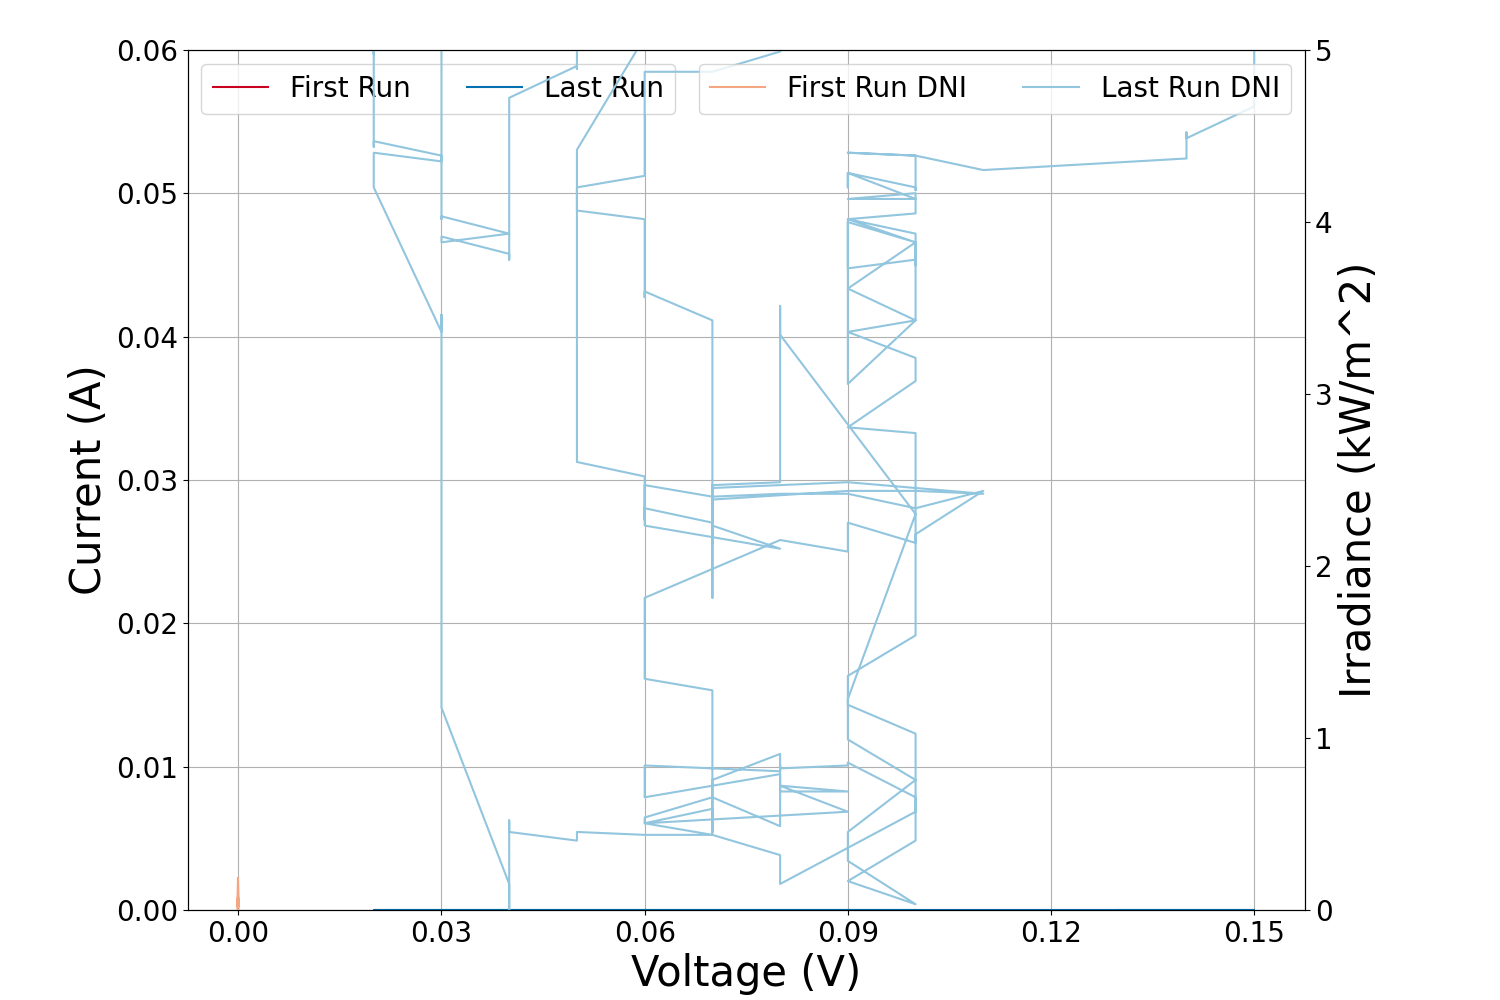 First Run
Last Run
First Run DNI
Last Run DNI
Current (A)
0.06
0.05
0.04
0.03
0.02
0.01
0.00
5
4
3
2
1
0
Irradiance (kW/m^2)
0.00 0.03 0.06 0.09 0.12 0.15
Voltage (V)